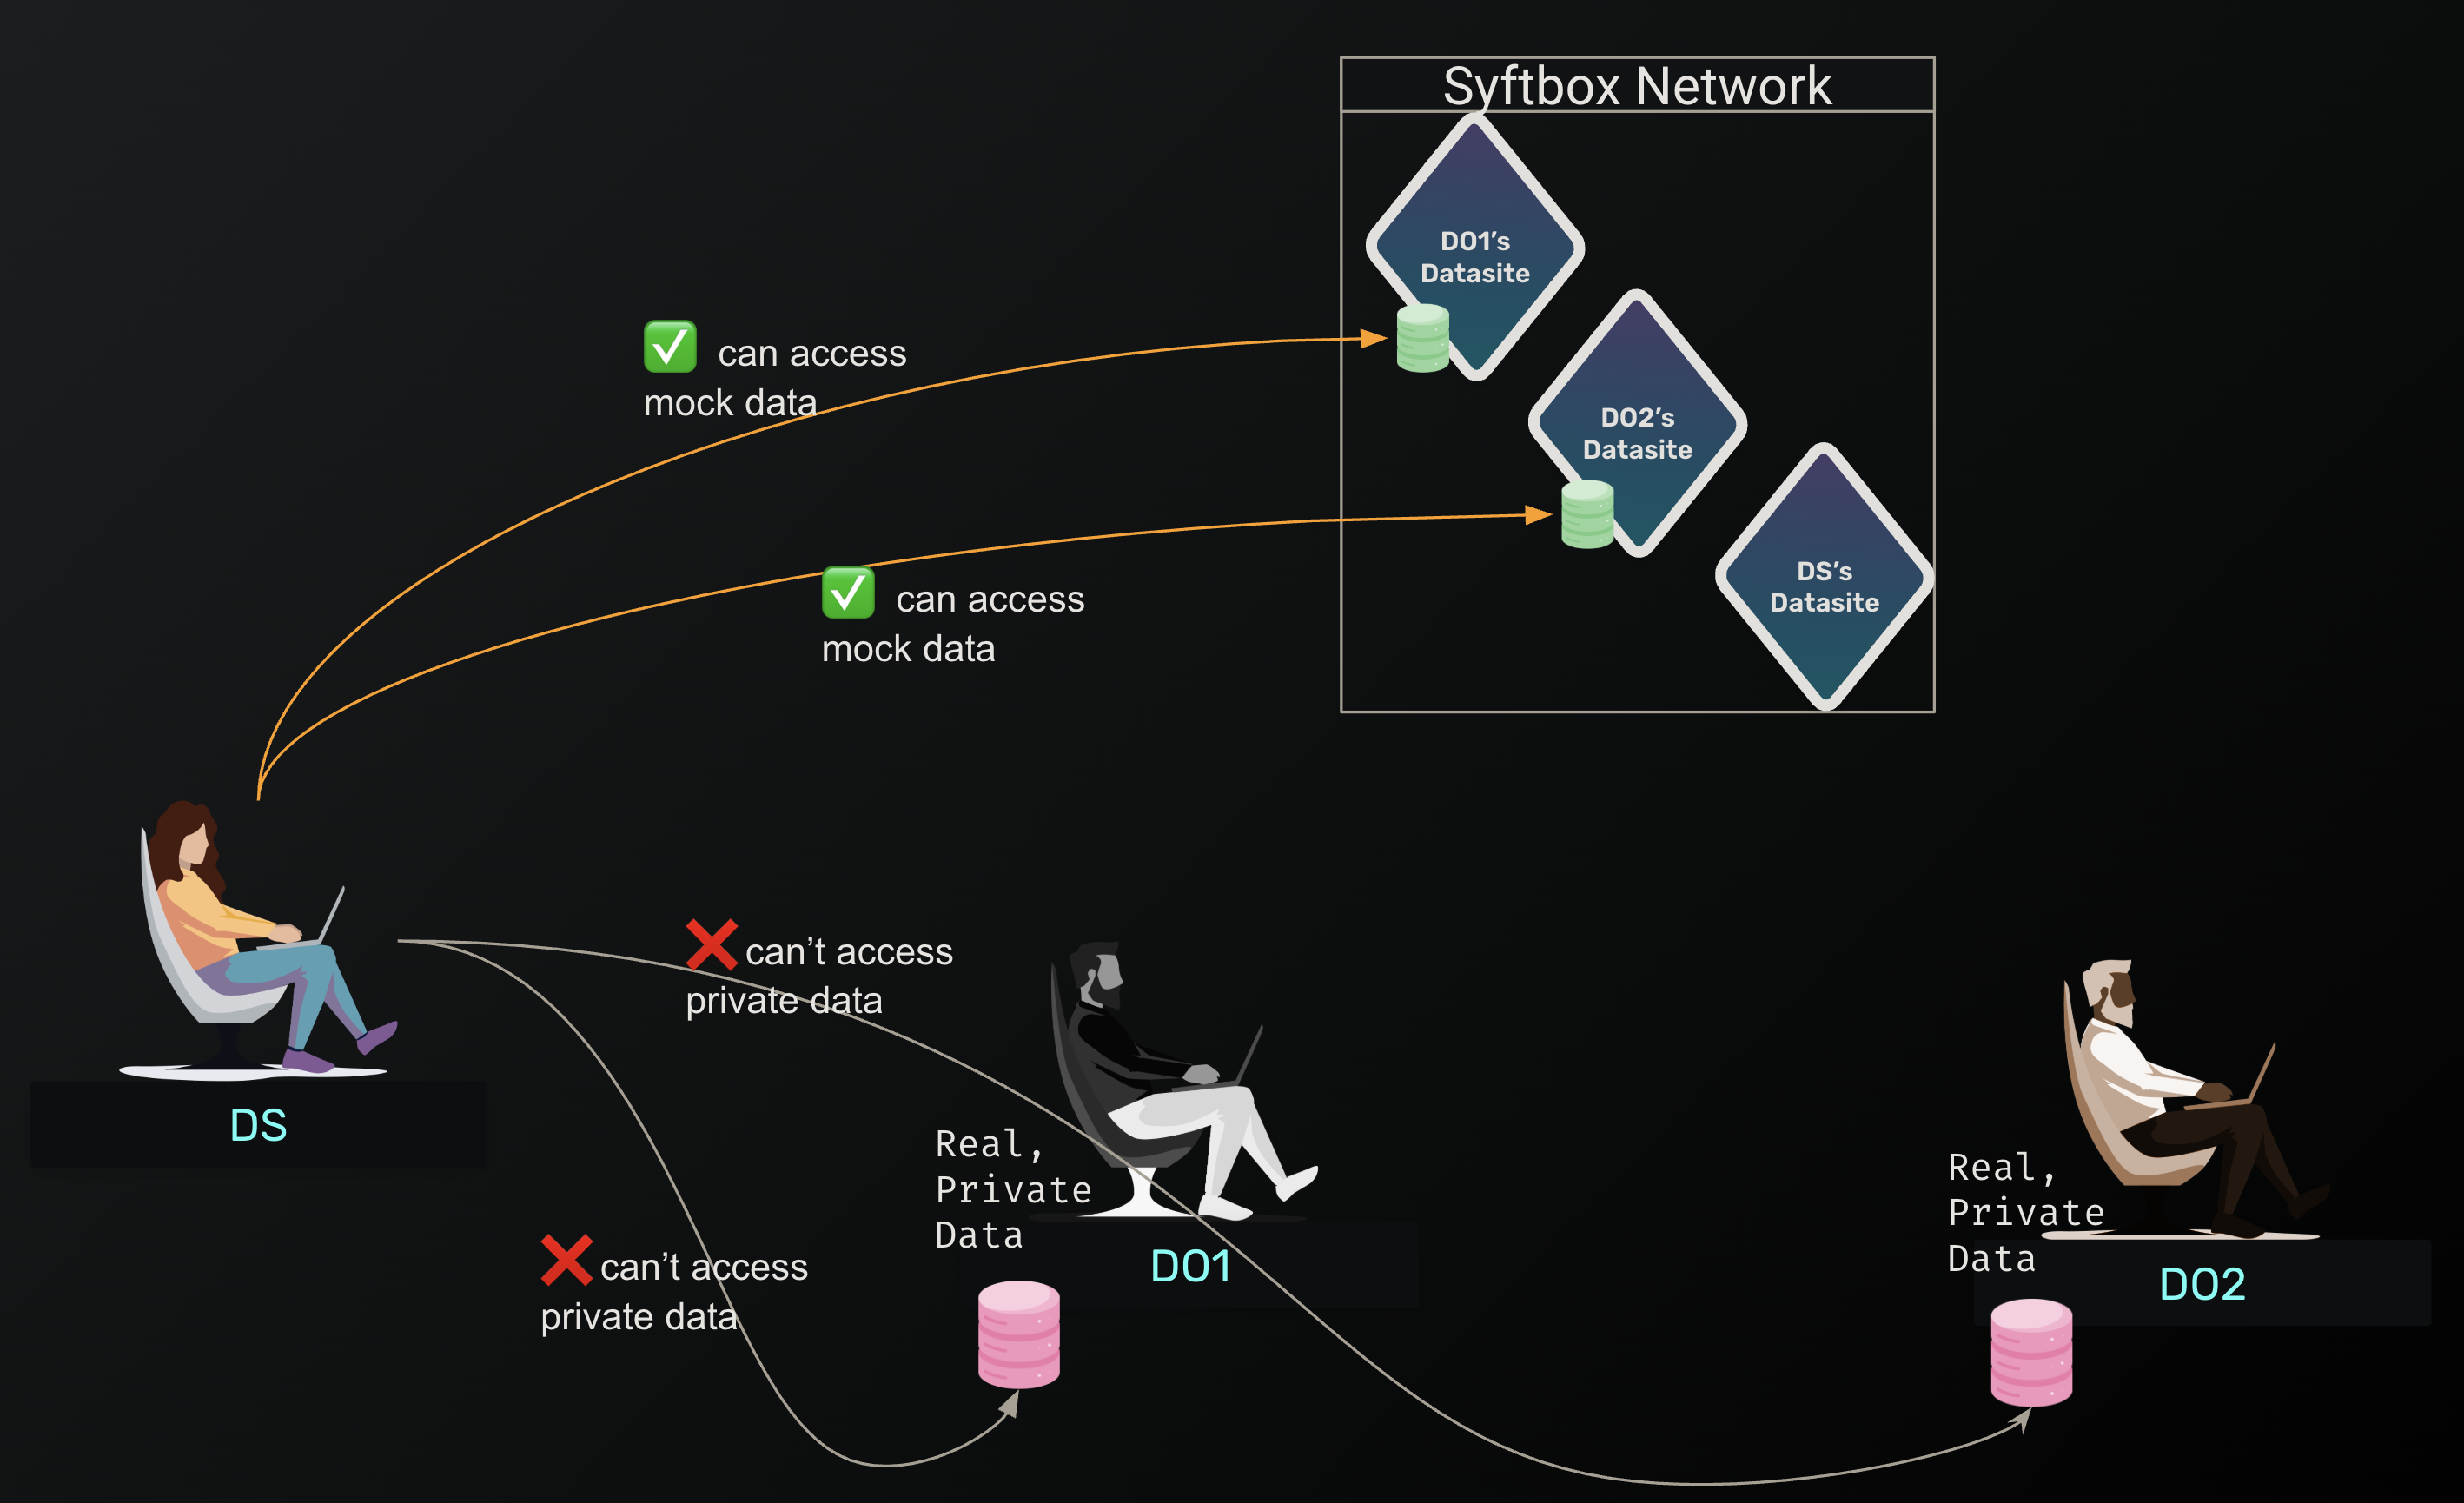 Syftbox Network
DO1's
Datasite
can access
mock data
DO2's
Datasite
can access
mock data
DS's
Datasite
can't access
private data
DS
Real,
Private
Data
DO1
Real,
Private
Data
DO2
can't access
private data